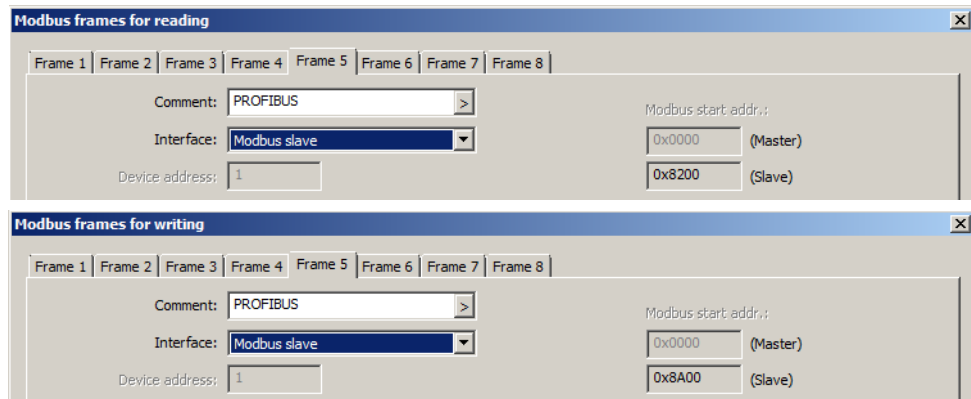 Modbus frames for reading
Frame 1 Frame 2 Frame 3 Frame 4 Frame 5 Frame 6 Frame 7 Frame 8
Comment: PROFIBUS >
Modbus start addr.:
Interface: Modbus slave 0x0000 (Master)
Device address: 1 0x8200 (Slave)
Modbus frames for writing
Frame 1 Frame 2 Frame 3 Frame 4 Frame 5 Frame 6 Frame 7 Frame 8
Comment: PROFIBUS >
Modbus start addr.:
Interface: Modbus slave 0x0000 (Master)
Device address: 1 0x8A00 (Slave)